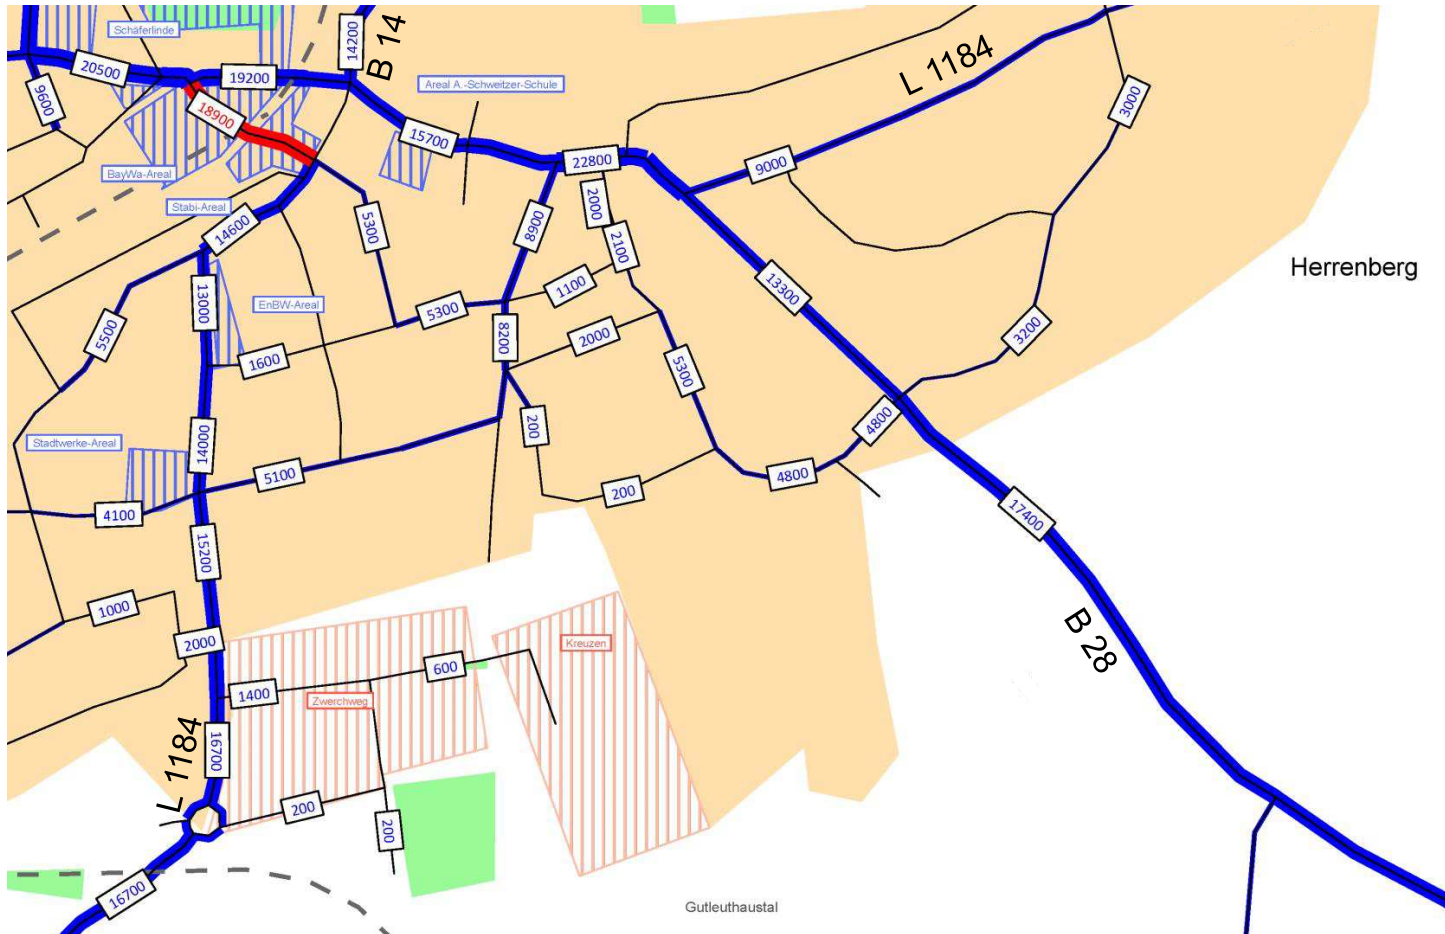 Schäferlinde
14200
B 14
20500
19200
L 1184
9600
Areal A.-Schweitzer-Schule
3000
18900
15700
22800
9000
BayWa-Areal
2000
Stabi-Areal
14600
5300
8900
2100
Herrenberg
13000
EnBW-Areal
1100
13300
5500
5300
8200
2000
3200
1600
5300
200
4800
Stadtwerke-Areal
14000
5100
4800
200
4100
17400
15200
1000
2000
Kreuzen
B 28
600
1400
Zwerchweg
L 1184
16700
200
200
16700
Gutleuthaustal